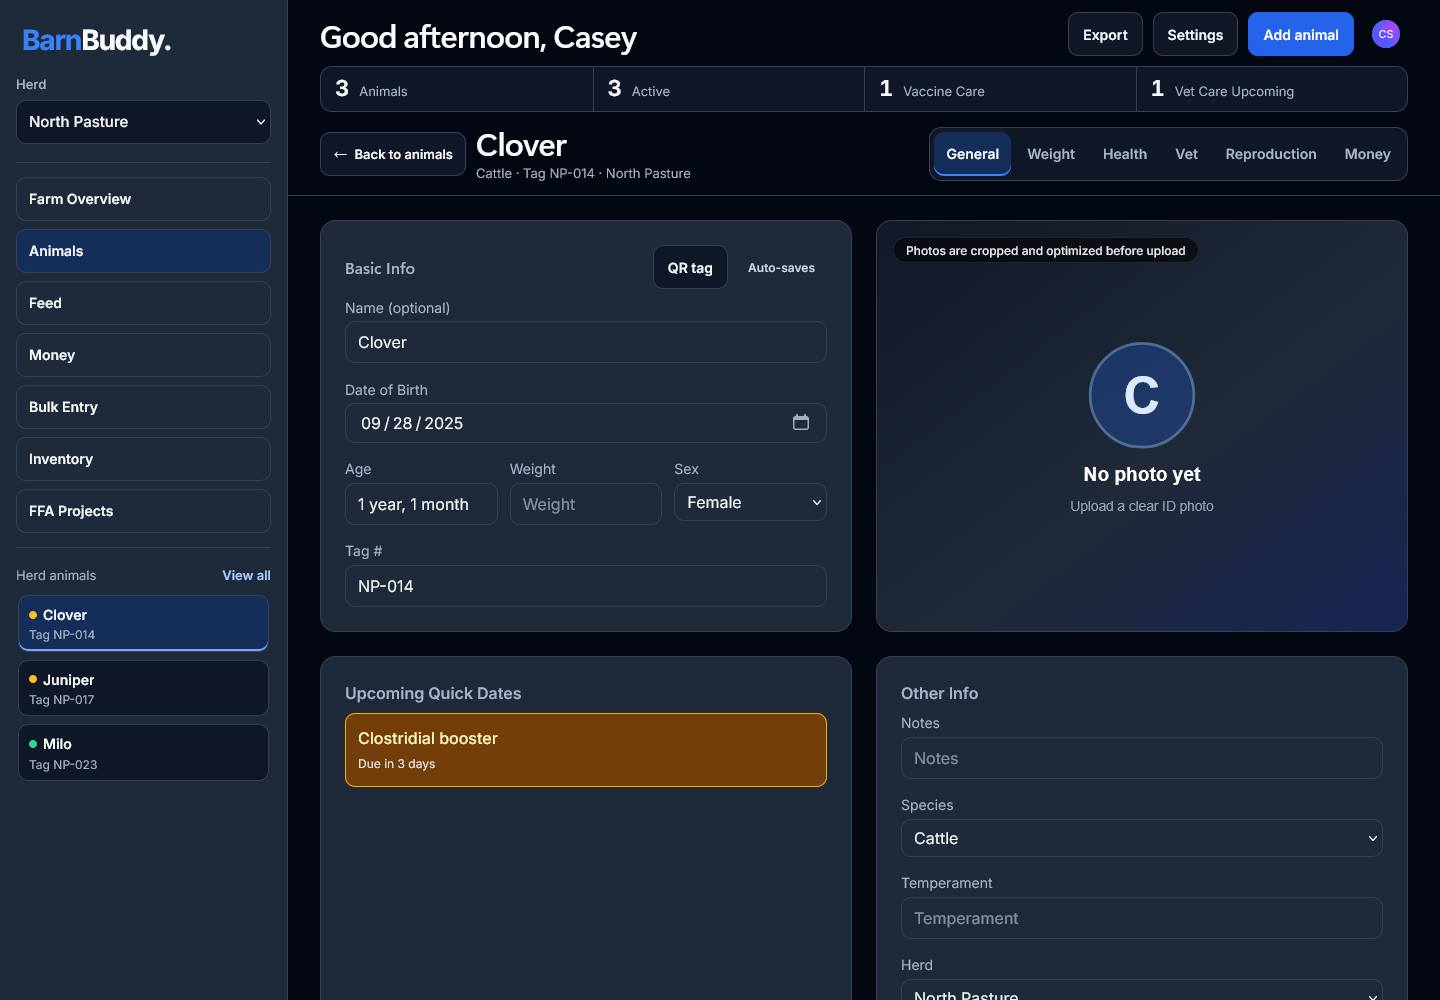 BarnBuddy.
Herd
North Pasture
Farm Overview
Animals
Feed
Money
Bulk Entry
Inventory
FFA Projects
Herd animals View all
Clover
Tag NP-014
Juniper
Tag NP-017
Milo
Tag NP-023
Good afternoon, Casey
Export Settings Add animal CS
3 Animals 3 Active 1 Vaccine Care 1 Vet Care Upcoming
← Back to animals
Clover
Cattle · Tag NP-014 · North Pasture
General Weight Health Vet Reproduction Money
Basic Info QR tag Auto-saves
Name (optional)
Clover
Date of Birth
09 / 28 / 2025
Age Weight Sex
1 year, 1 month Weight Female
Tag #
NP-014
Photos are cropped and optimized before upload
C
No photo yet
Upload a clear ID photo
Upcoming Quick Dates
Clostridial booster
Due in 3 days
Other Info
Notes
Notes
Species
Cattle
Temperament
Temperament
Herd
North Pasture